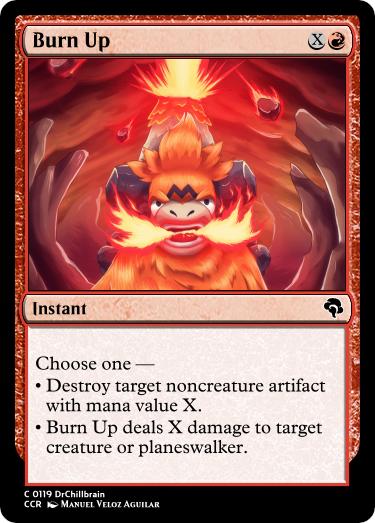 Burn Up
X
Instant
Choose one —
• Destroy target noncreature artifact
with mana value X.
• Burn Up deals X damage to target
creature or planeswalker.
C 0119 DrChillbrain
CCR Manuel Veloz Aguilar